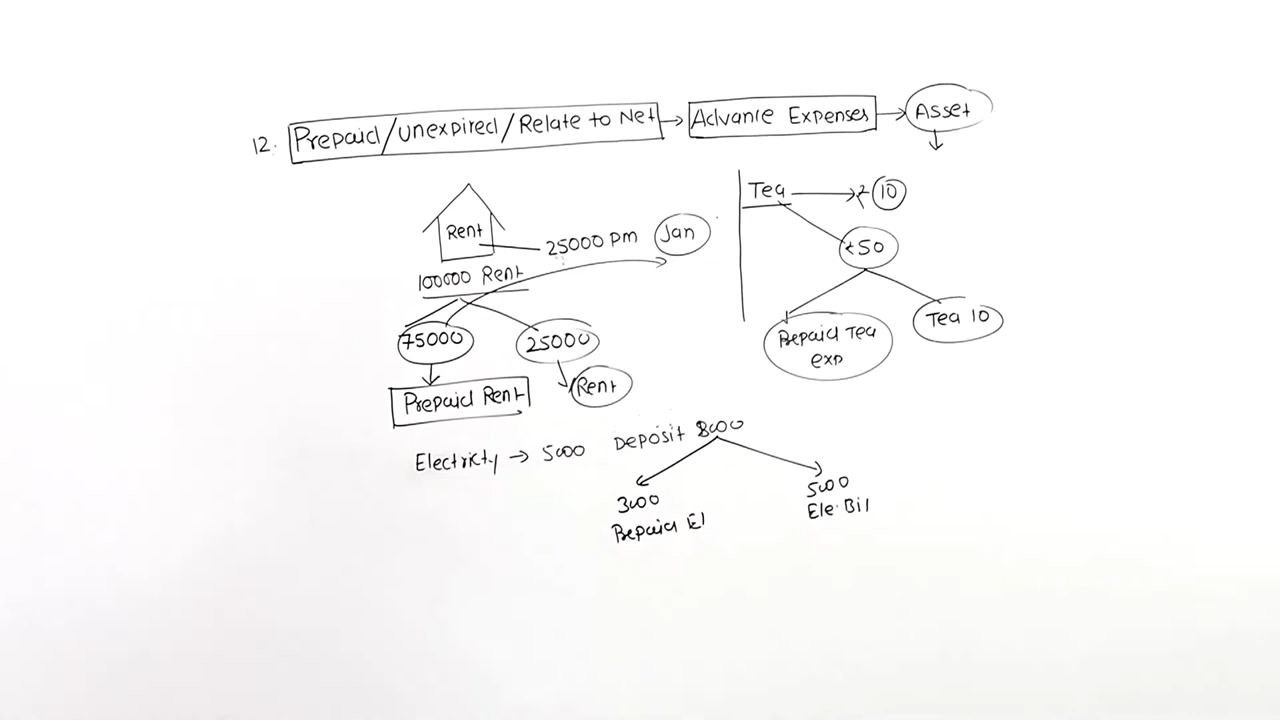 12. Prepaid/Unexpired/Relate to Net → Advance Expenses → Asset
Rent
25000 pm Jan
100000 Rent
75000 25000
Prepaid Rent Rent
Tea → ₹ 10
₹50
Prepaid Tea
exp
Tea 10
Electricty → 5000 Deposit 8000
3000
Prepaid El
5000
Ele. Bil